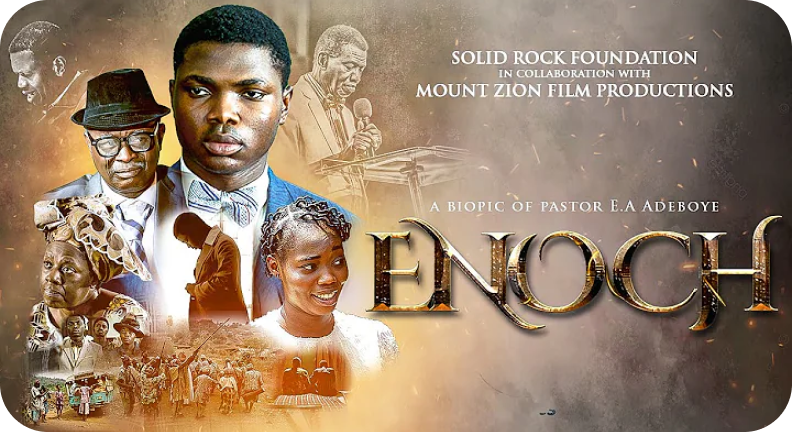 SOLID ROCK FOUNDATION
IN COLLABORATION WITH
MOUNT ZION FILM PRODUCTIONS
A BIOPIC OF PASTOR E.A ADEBOYE
ENOCH